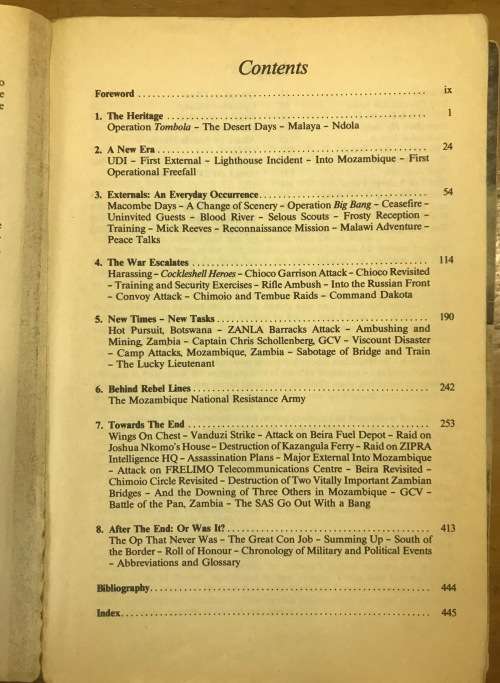 Contents
Foreword ix
1. The Heritage 1
Operation Tombola – The Desert Days – Malaya – Ndola
2. A New Era 24
UDI – First External – Lighthouse Incident – Into Mozambique – First
Operational Freefall
3. Externals: An Everyday Occurrence 54
Macombe Days – A Change of Scenery – Operation Big Bang – Ceasefire –
Uninvited Guests – Blood River – Selous Scouts – Frosty Reception –
Training – Mick Reeves – Reconnaissance Mission – Malawi Adventure –
Peace Talks
4. The War Escalates 114
Harassing – Cockleshell Heroes – Chioco Garrison Attack – Chioco Revisited
– Training and Security Exercises – Rifle Ambush – Into the Russian Front
– Convoy Attack – Chimoio and Tembue Raids – Command Dakota
5. New Times – New Tasks 190
Hot Pursuit, Botswana – ZANLA Barracks Attack – Ambushing and
Mining, Zambia – Captain Chris Schollenberg, GCV – Viscount Disaster
– Camp Attacks, Mozambique, Zambia – Sabotage of Bridge and Train
– The Lucky Lieutenant
6. Behind Rebel Lines 242
The Mozambique National Resistance Army
7. Towards The End 253
Wings On Chest – Vanduzi Strike – Attack on Beira Fuel Depot – Raid on
Joshua Nkomo's House – Destruction of Kazangula Ferry – Raid on ZIPRA
Intelligence HQ – Assassination Plans – Major External Into Mozambique
– Attack on FRELIMO Telecommunications Centre – Beira Revisited –
Chimoio Circle Revisited – Destruction of Two Vitally Important Zambian
Bridges – And the Downing of Three Others in Mozambique – GCV –
Battle of the Pan, Zambia – The SAS Go Out With a Bang
8. After The End: Or Was It? 413
The Op That Never Was – The Great Con Job – Summing Up – South of
the Border – Roll of Honour – Chronology of Military and Political Events
– Abbreviations and Glossary
Bibliography 444
Index 445